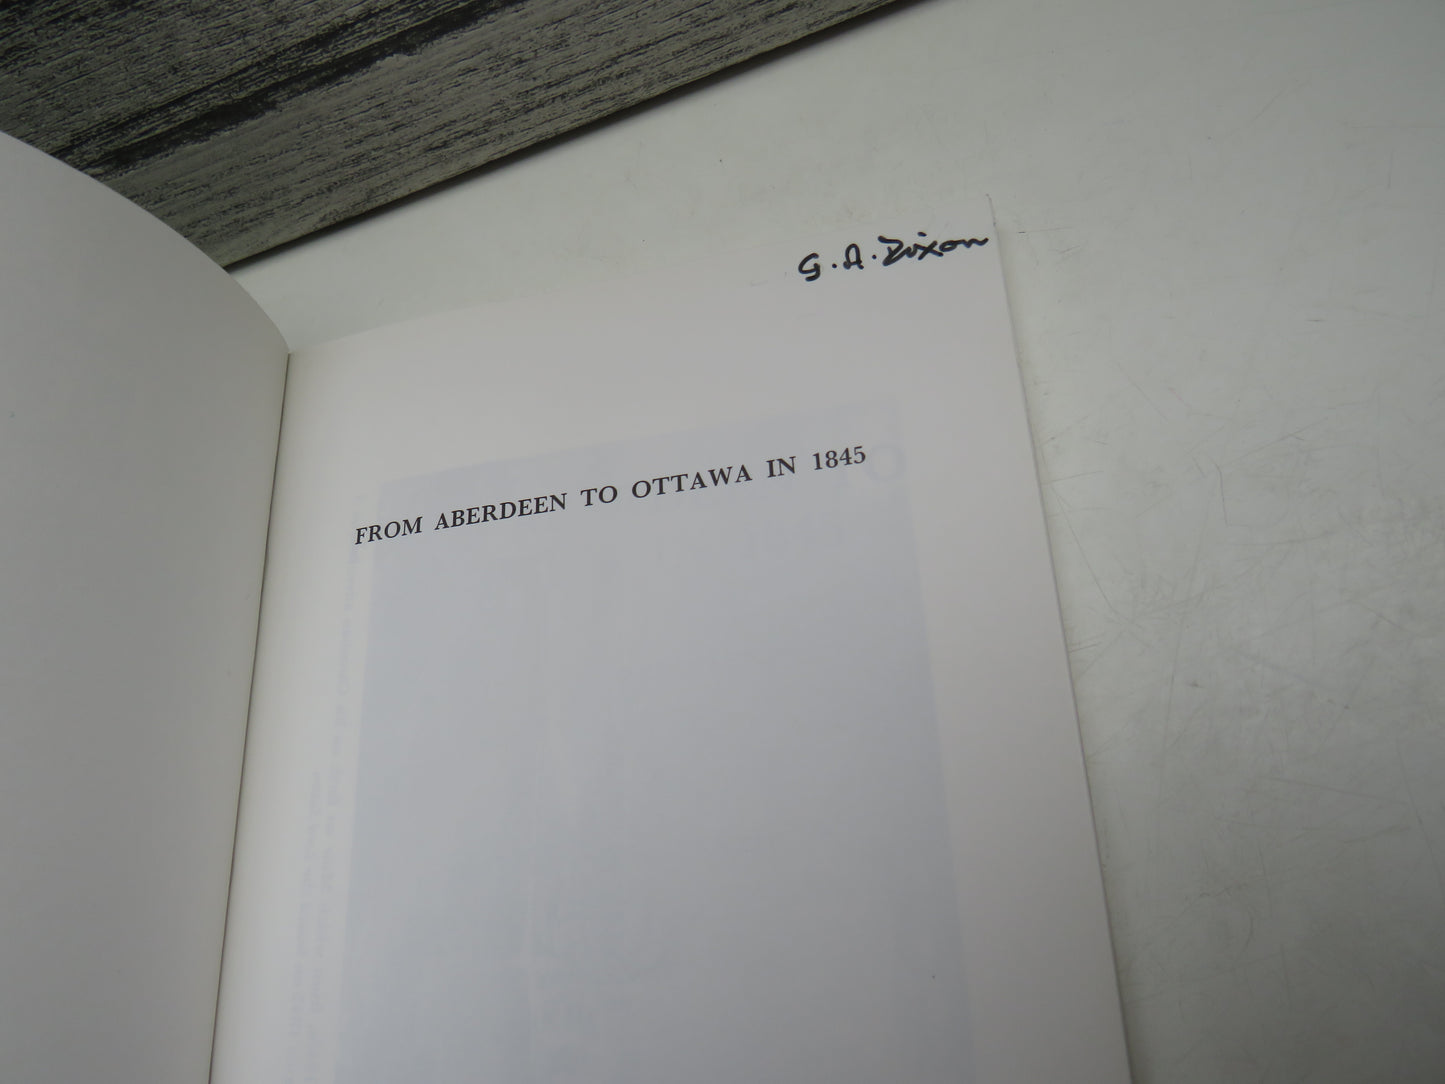 G. A. Dixon
FROM ABERDEEN TO OTTAWA IN 1845